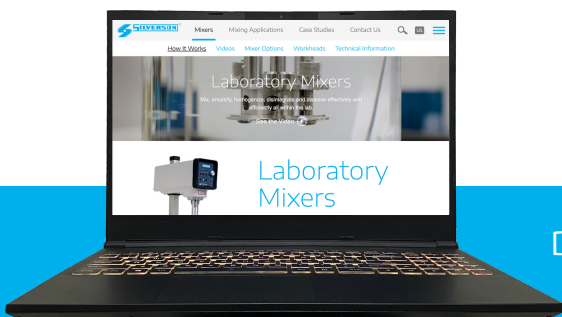 SILVERSON
Mixers Mixing Applications Case Studies Contact Us US
How It Works Videos Mixer Options Workheads Technical Information
Laboratory Mixers
Mix, emulsify, homogenize, disintegrate and dissolve effectively and
efficiently all within the lab.
See the Video
Laboratory
Mixers
D